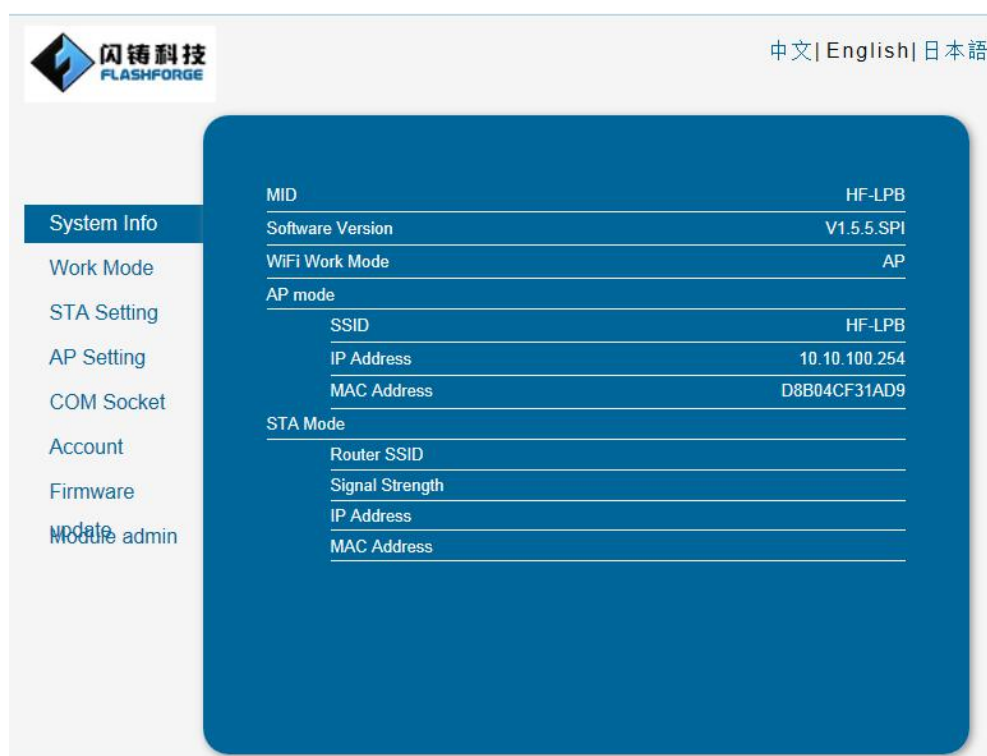 闪铸科技
FLASHFORGE
中文| English| 日本語
System Info
Work Mode
STA Setting
AP Setting
COM Socket
Account
Firmware
update
Module admin
MID HF-LPB
Software Version V1.5.5.SPI
WiFi Work Mode AP
AP mode
SSID HF-LPB
IP Address 10.10.100.254
MAC Address D8B04CF31AD9
STA Mode
Router SSID
Signal Strength
IP Address
MAC Address